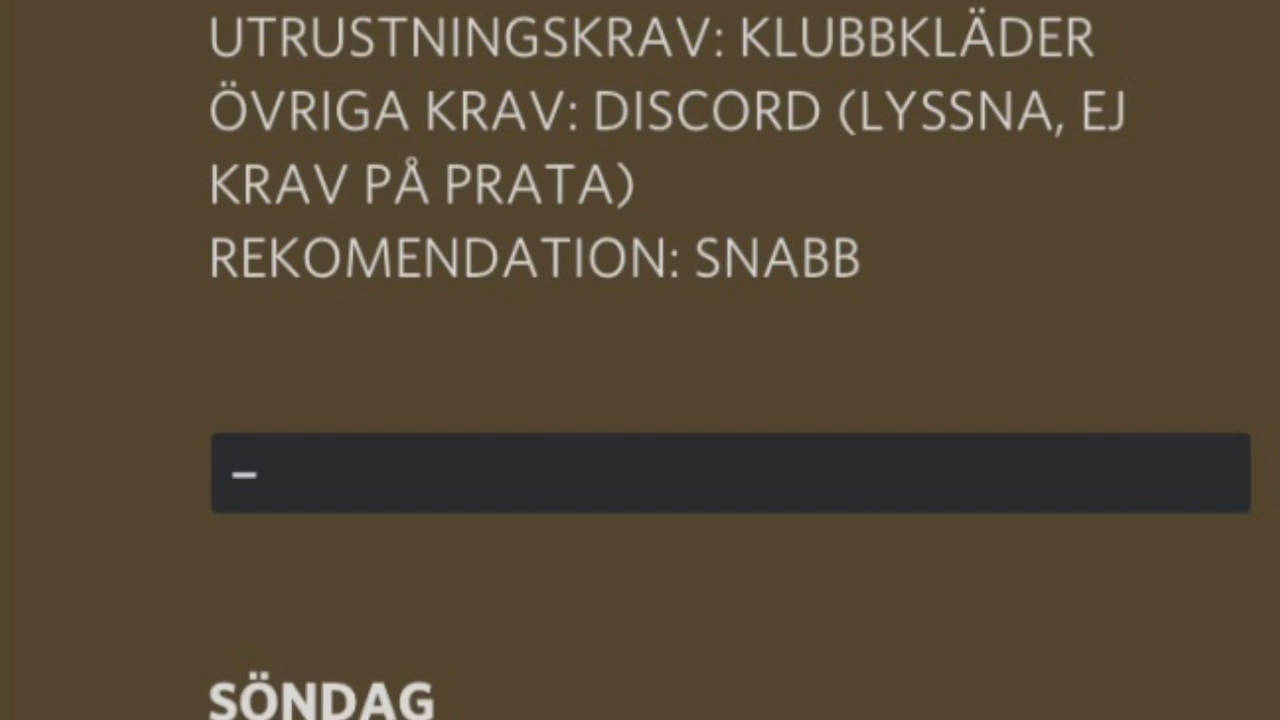 UTRUSTNINGSKRAV: KLUBBKLÄDER
ÖVRIGA KRAV: DISCORD (LYSSNA, EJ
KRAV PÅ PRATA)
REKOMENDATION: SNABB
–
SÖNDAG